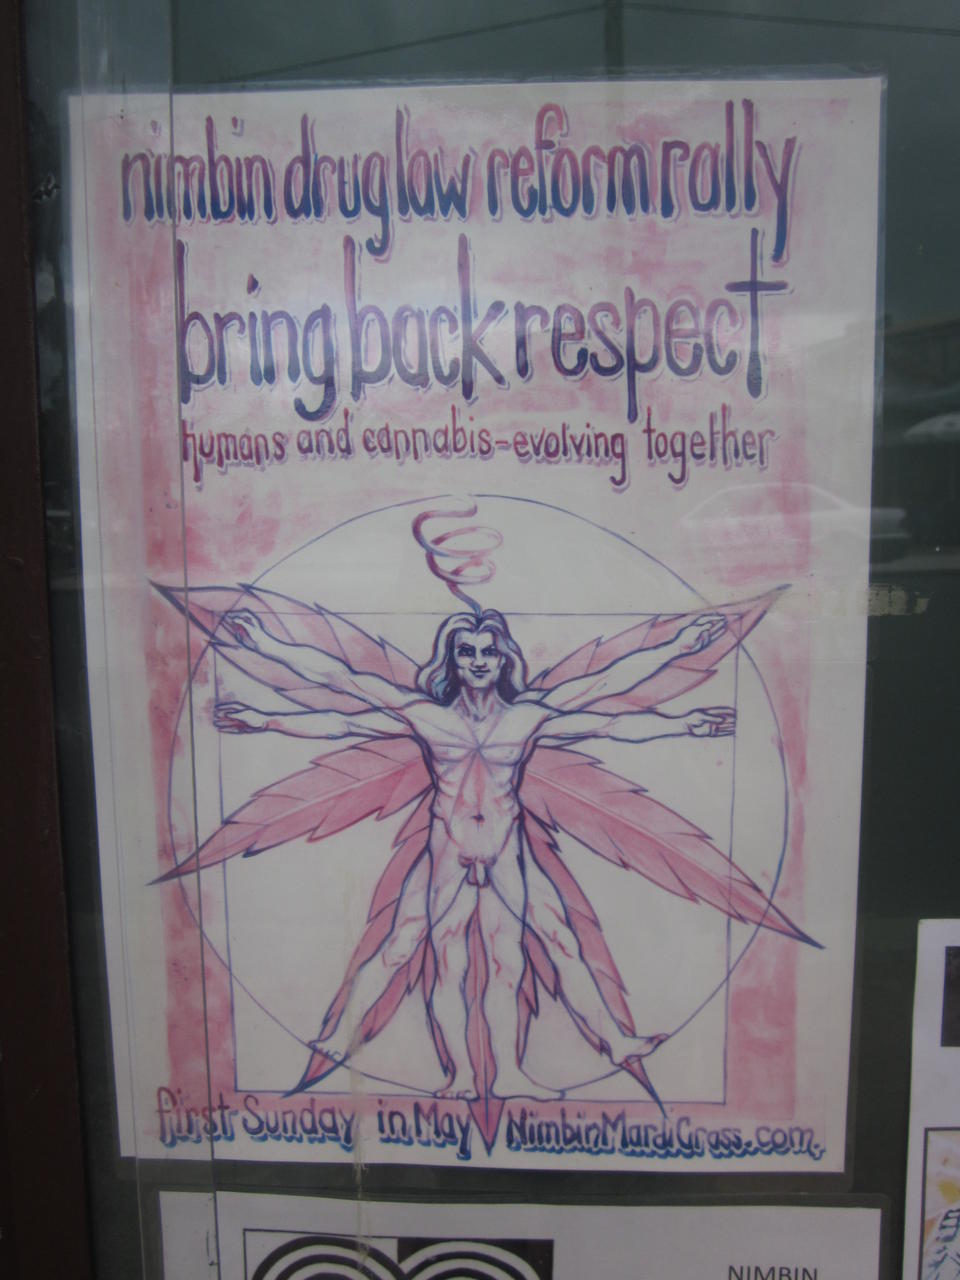 nimbin drug law reform rally
bring back respect
humans and cannabis-evolving together
first Sunday in May NimbinMardiGrass.com.
NIMBIN